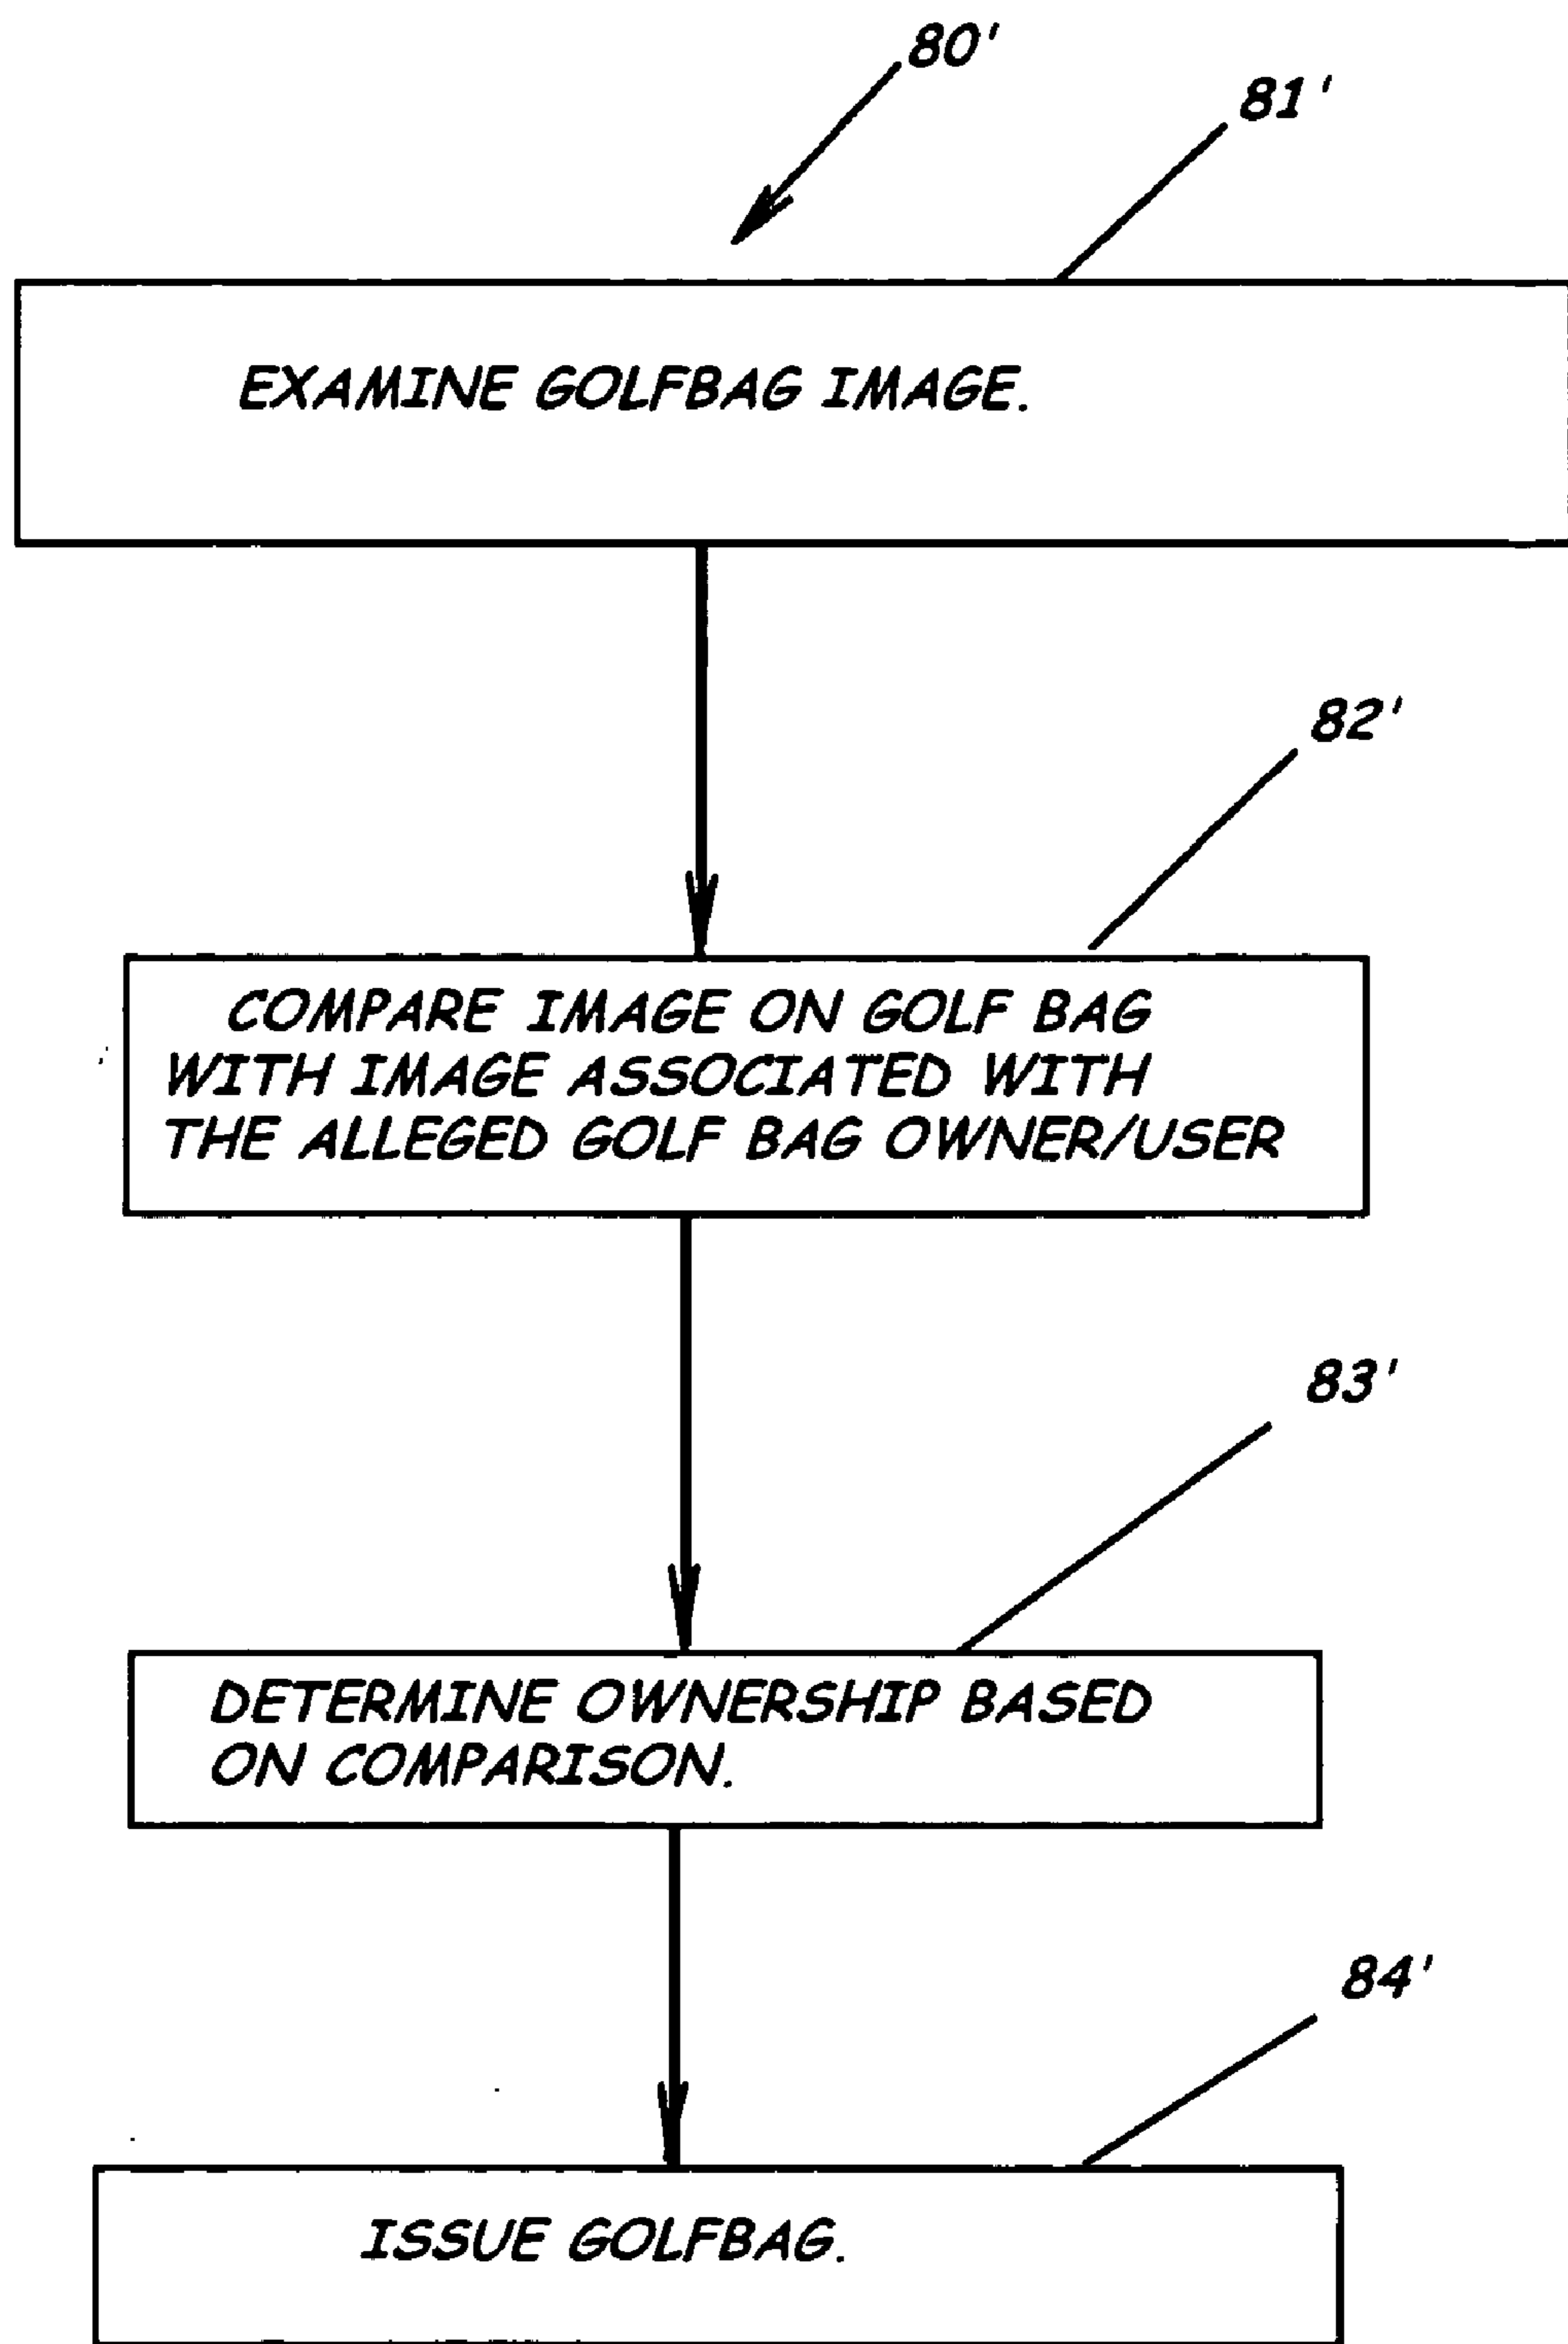 80'
81'
EXAMINE GOLFBAG IMAGE.
82'
COMPARE IMAGE ON GOLF BAG
WITH IMAGE ASSOCIATED WITH
THE ALLEGED GOLF BAG OWNER/USER
83'
DETERMINE OWNERSHIP BASED
ON COMPARISON.
84'
ISSUE GOLFBAG.